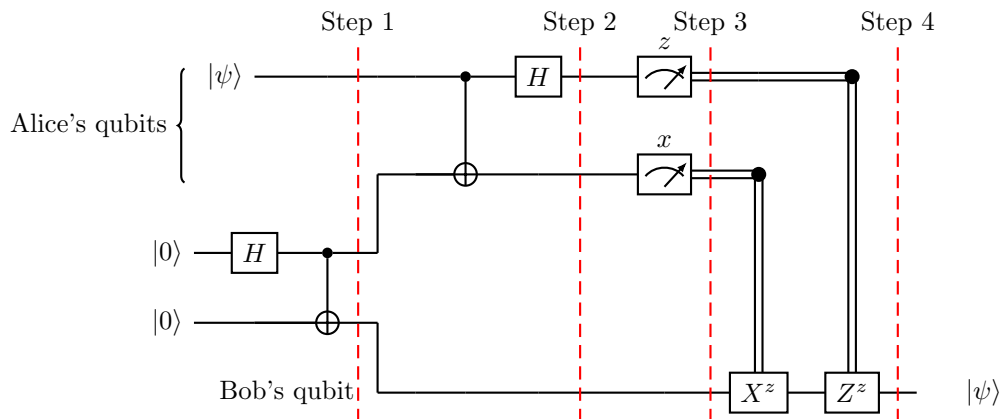 Step 1 Step 2 Step 3 Step 4
|ψ⟩ H z
Alice's qubits
x
|0⟩ H
|0⟩
Bob's qubit X^z Z^z |ψ⟩